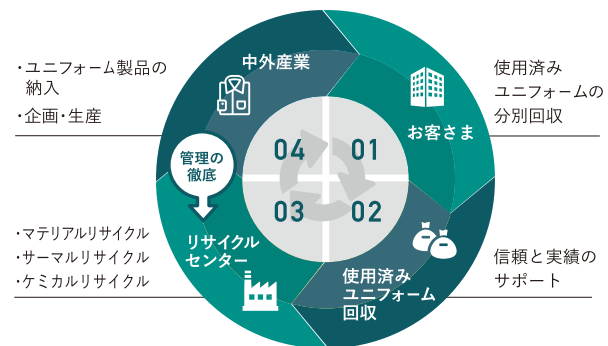 中外産業
・ユニフォーム製品の
納入
・企画・生産
使用済み
ユニフォームの
分別回収
お客さま
04
01
管理の
徹底
03
02
・マテリアルリサイクル
・サーマルリサイクル
・ケミカルリサイクル
リサイクル
センター
使用済み
ユニフォーム
回収
信頼と実績の
サポート